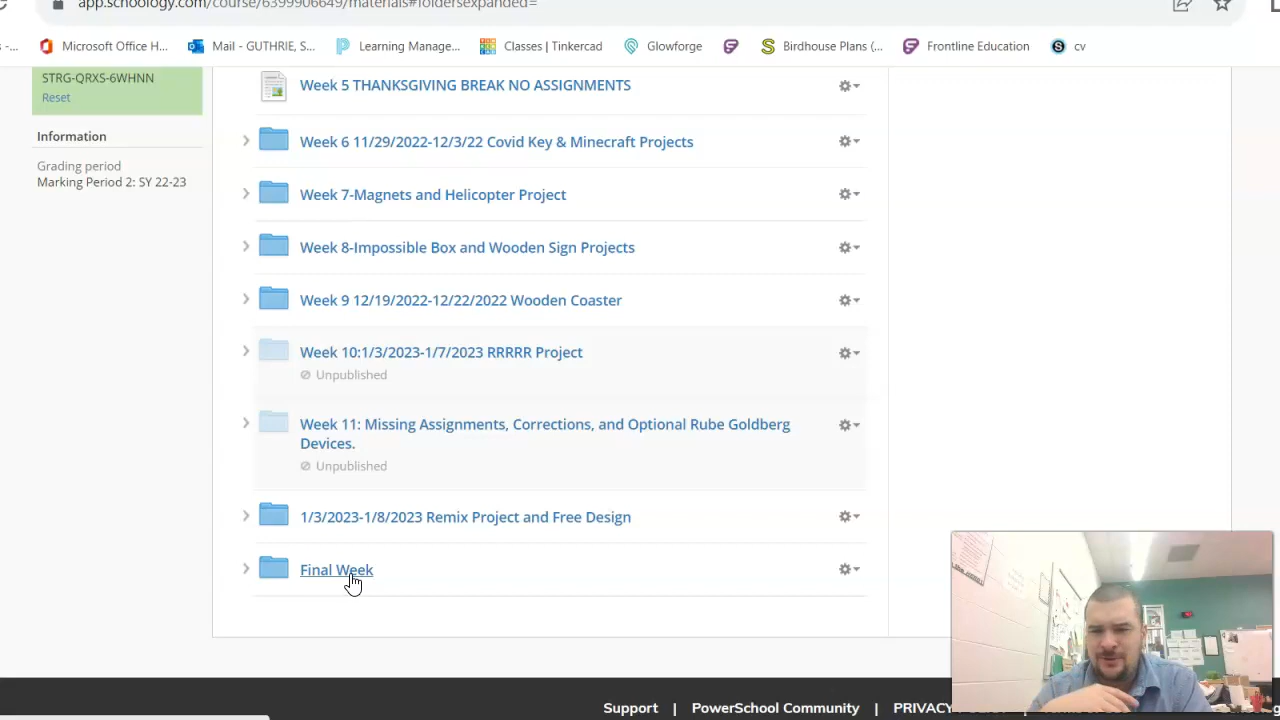 app.schoology.com/course/6399906649/materials#foldersexpanded=
Microsoft Office H...
Mail - GUTHRIE, S...
Learning Manage...
Classes | Tinkercad
Glowforge
Birdhouse Plans (...
Frontline Education
cv
STRG-QRXS-6WHNN
Reset
Information
Grading period
Marking Period 2: SY 22-23
Week 5 THANKSGIVING BREAK NO ASSIGNMENTS
Week 6 11/29/2022-12/3/22 Covid Key & Minecraft Projects
Week 7-Magnets and Helicopter Project
Week 8-Impossible Box and Wooden Sign Projects
Week 9 12/19/2022-12/22/2022 Wooden Coaster
Week 10:1/3/2023-1/7/2023 RRRRR Project
Unpublished
Week 11: Missing Assignments, Corrections, and Optional Rube Goldberg
Devices.
Unpublished
1/3/2023-1/8/2023 Remix Project and Free Design
Final Week
Support | PowerSchool Community | PRIVACY